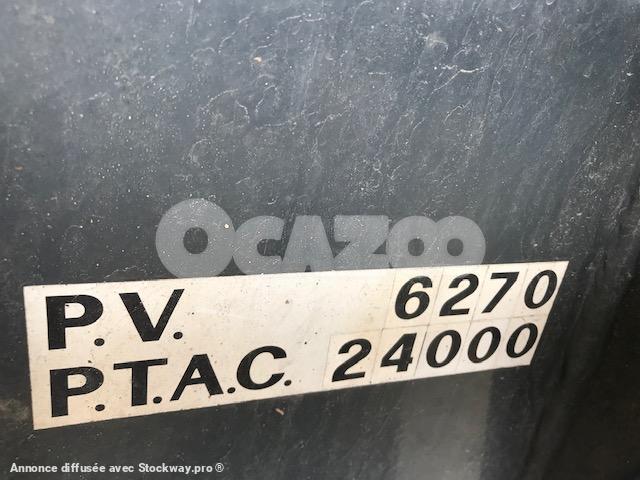 OCAZOO
P.V. 6270
P.T.A.C. 24000
Annonce diffusée avec Stockway.pro®